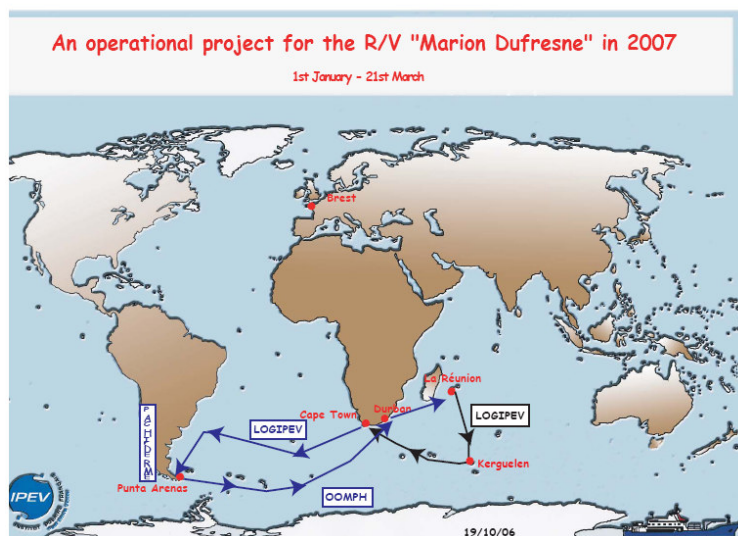 An operational project for the R/V "Marion Dufresne" in 2007
1st January - 21st March
Brest
La Réunion
Durban
Cape Town
LOGIPEV
LOGIPEV
Kerguelen
Punta Arenas
OOMPH
IPEV
19/10/06